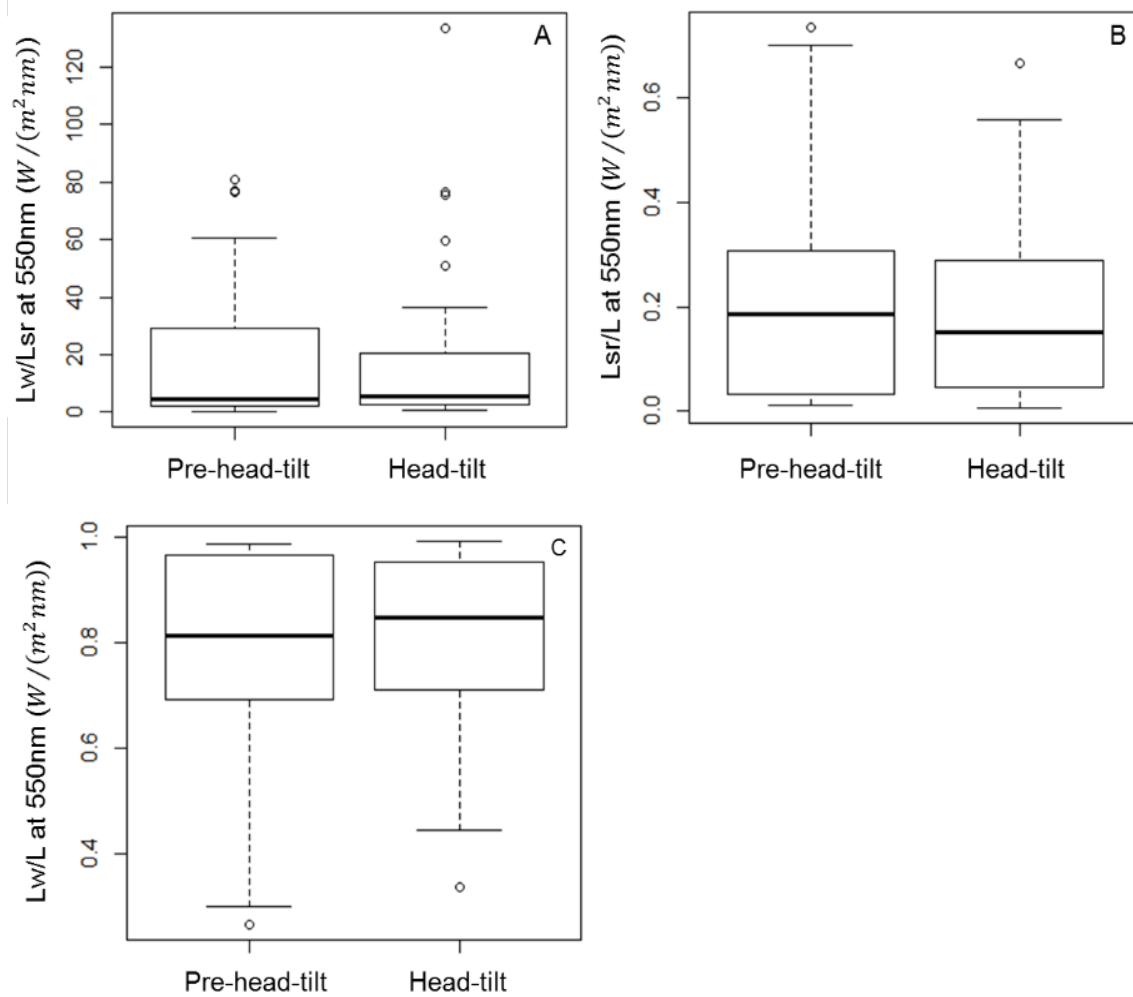 A
Lw/Lsr at 550nm (W/(m²nm))
120
100
80
60
40
20
0
Pre-head-tilt
Head-tilt
B
Lsr/L at 550nm (W/(m²nm))
0.6
0.4
0.2
0.0
Pre-head-tilt
Head-tilt
C
Lw/L at 550nm (W/(m²nm))
1.0
0.8
0.6
0.4
Pre-head-tilt
Head-tilt